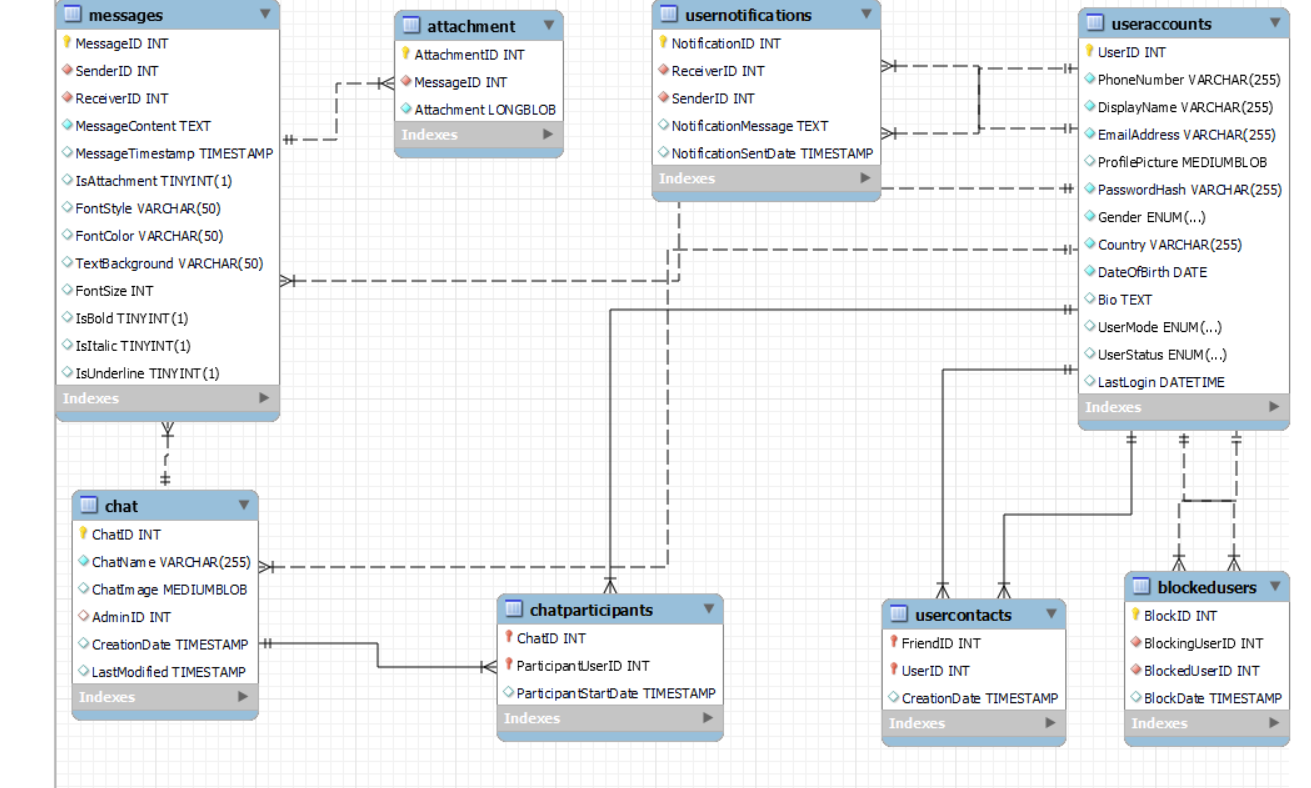 messages
MessageID INT
SenderID INT
ReceiverID INT
MessageContent TEXT
MessageTimestamp TIMESTAMP
IsAttachment TINYINT(1)
FontStyle VARCHAR(50)
FontColor VARCHAR(50)
TextBackground VARCHAR(50)
FontSize INT
IsBold TINYINT(1)
IsItalic TINYINT(1)
IsUnderline TINYINT(1)
Indexes
attachment
AttachmentID INT
MessageID INT
Attachment LONGBLOB
Indexes
usernotifications
NotificationID INT
ReceiverID INT
SenderID INT
NotificationMessage TEXT
NotificationSentDate TIMESTAMP
Indexes
useraccounts
UserID INT
PhoneNumber VARCHAR(255)
DisplayName VARCHAR(255)
EmailAddress VARCHAR(255)
ProfilePicture MEDIUMBLOB
PasswordHash VARCHAR(255)
Gender ENUM(...)
Country VARCHAR(255)
DateOfBirth DATE
Bio TEXT
UserMode ENUM(...)
UserStatus ENUM(...)
LastLogin DATETIME
Indexes
chat
ChatID INT
ChatName VARCHAR(255)
ChatImage MEDIUMBLOB
AdminID INT
CreationDate TIMESTAMP
LastModified TIMESTAMP
Indexes
chatparticipants
ChatID INT
ParticipantUserID INT
ParticipantStartDate TIMESTAMP
Indexes
usercontacts
FriendID INT
UserID INT
CreationDate TIMESTAMP
Indexes
blockedusers
BlockID INT
BlockingUserID INT
BlockedUserID INT
BlockDate TIMESTAMP
Indexes